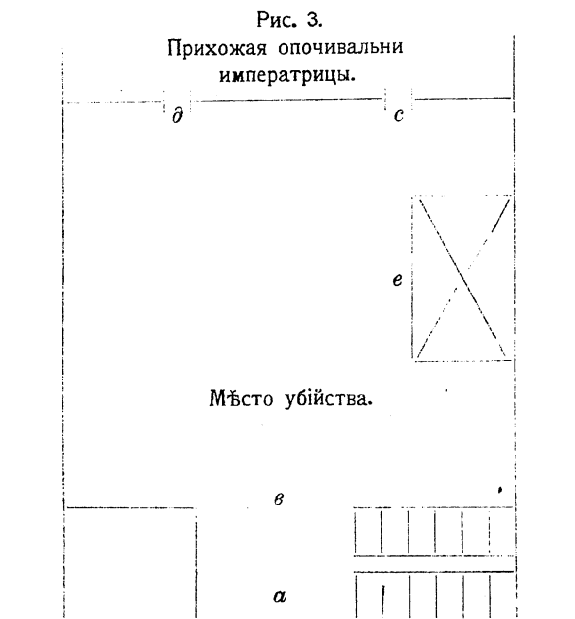 Рис. 3.
Прихожая опочивальни
императрицы.
д
с
е
Мѣсто убійства.
в
а